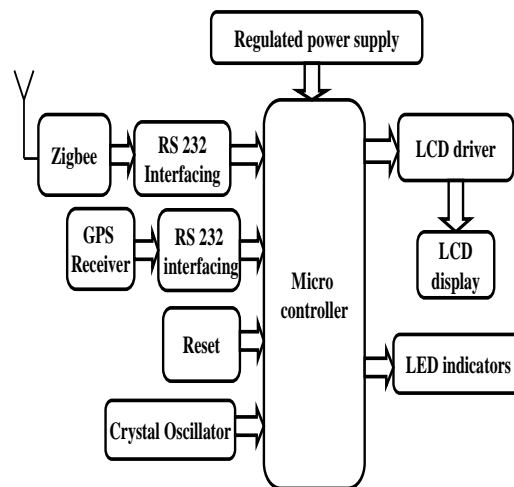 Regulated power supply
Zigbee
RS 232
Interfacing
LCD driver
GPS
Receiver
RS 232
interfacing
LCD
display
Micro
controller
Reset
LED indicators
Crystal Oscillator